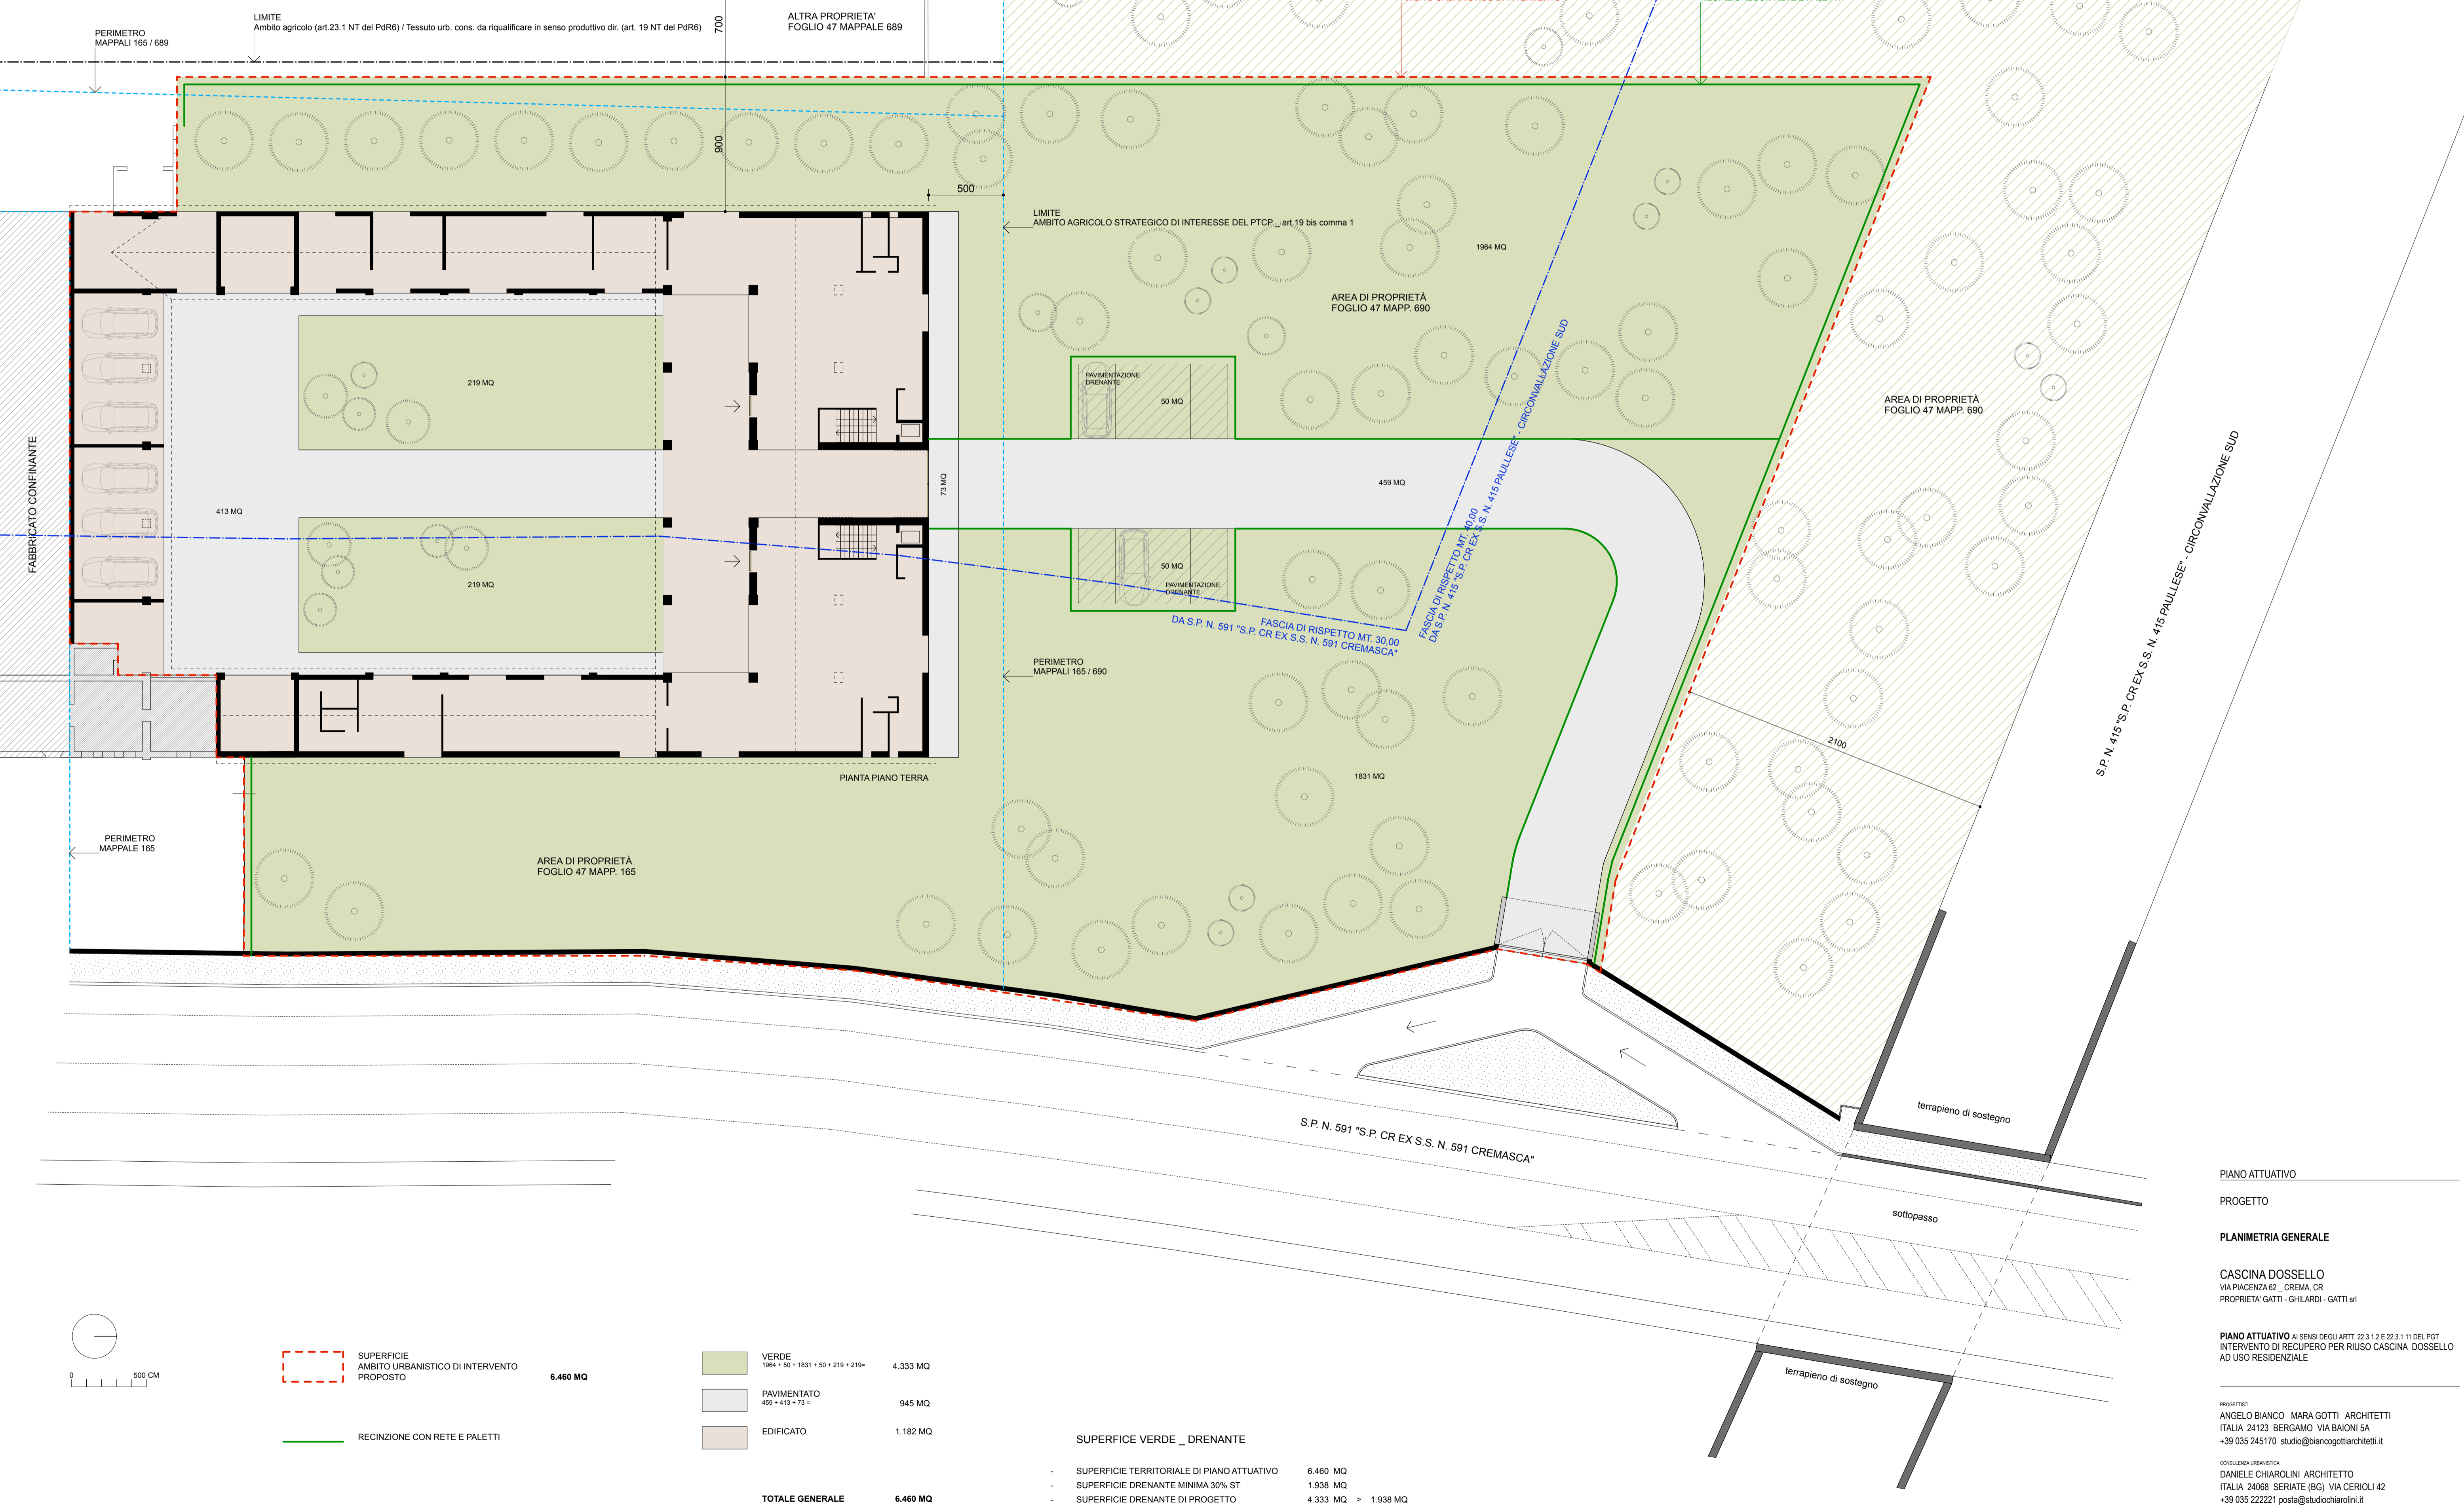 LIMITE
Ambito agricolo (art.23.1 NT del PdR6) / Tessuto urb. cons. da riqualificare in senso produttivo dir. (art. 19 NT del PdR6)
PERIMETRO
MAPPALI 165 / 689
700
ALTRA PROPRIETA'
FOGLIO 47 MAPPALE 689
900
500
LIMITE
AMBITO AGRICOLO STRATEGICO DI INTERESSE DEL PTCP _ art.19 bis comma 1
1964 MQ
AREA DI PROPRIETÀ
FOGLIO 47 MAPP. 690
AREA DI PROPRIETÀ
FOGLIO 47 MAPP. 690
FABBRICATO CONFINANTE
219 MQ
413 MQ
219 MQ
73 MQ
PAVIMENTAZIONE
DRENANTE
50 MQ
459 MQ
50 MQ
PAVIMENTAZIONE
DRENANTE
FASCIA DI RISPETTO MT. 40,00
DA S.P. N. 415 "S.P. CR EX S.S. N. 415 PAULLESE" - CIRCONVALLAZIONE SUD
FASCIA DI RISPETTO MT. 30,00
DA S.P. N. 591 "S.P. CR EX S.S. N. 591 CREMASCA"
S.P. N. 415 "S.P. CR EX S.S. N. 415 PAULLESE" - CIRCONVALLAZIONE SUD
PERIMETRO
MAPPALI 165 / 690
2100
1831 MQ
PIANTA PIANO TERRA
PERIMETRO
MAPPALE 165
AREA DI PROPRIETÀ
FOGLIO 47 MAPP. 165
S.P. N. 591 "S.P. CR EX S.S. N. 591 CREMASCA"
terrapieno di sostegno
sottopasso
terrapieno di sostegno
0 500 CM
SUPERFICIE
AMBITO URBANISTICO DI INTERVENTO
PROPOSTO 6.460 MQ
RECINZIONE CON RETE E PALETTI
VERDE
1964 + 50 + 1831 + 50 + 219 + 219= 4.333 MQ
PAVIMENTATO
459 + 413 + 73 = 945 MQ
EDIFICATO 1.182 MQ
TOTALE GENERALE 6.460 MQ
SUPERFICE VERDE _ DRENANTE
- SUPERFICIE TERRITORIALE DI PIANO ATTUATIVO 6.460 MQ
- SUPERFICIE DRENANTE MINIMA 30% ST 1.938 MQ
- SUPERFICIE DRENANTE DI PROGETTO 4.333 MQ > 1.938 MQ
PIANO ATTUATIVO
PROGETTO
PLANIMETRIA GENERALE
CASCINA DOSSELLO
VIA PIACENZA 62 _ CREMA, CR
PROPRIETA' GATTI - GHILARDI - GATTI srl
PIANO ATTUATIVO AI SENSI DEGLI ARTT. 22.3.1.2 E 22.3.1 11 DEL PGT
INTERVENTO DI RECUPERO PER RIUSO CASCINA DOSSELLO
AD USO RESIDENZIALE
PROGETTISTI
ANGELO BIANCO MARA GOTTI ARCHITETTI
ITALIA 24123 BERGAMO VIA BAIONI 5A
+39 035 245170 studio@biancogottiarchitetti.it
CONSULENZA URBANISTICA
DANIELE CHIAROLINI ARCHITETTO
ITALIA 24068 SERIATE (BG) VIA CERIOLI 42
+39 035 222221 posta@studiochiarolini.it